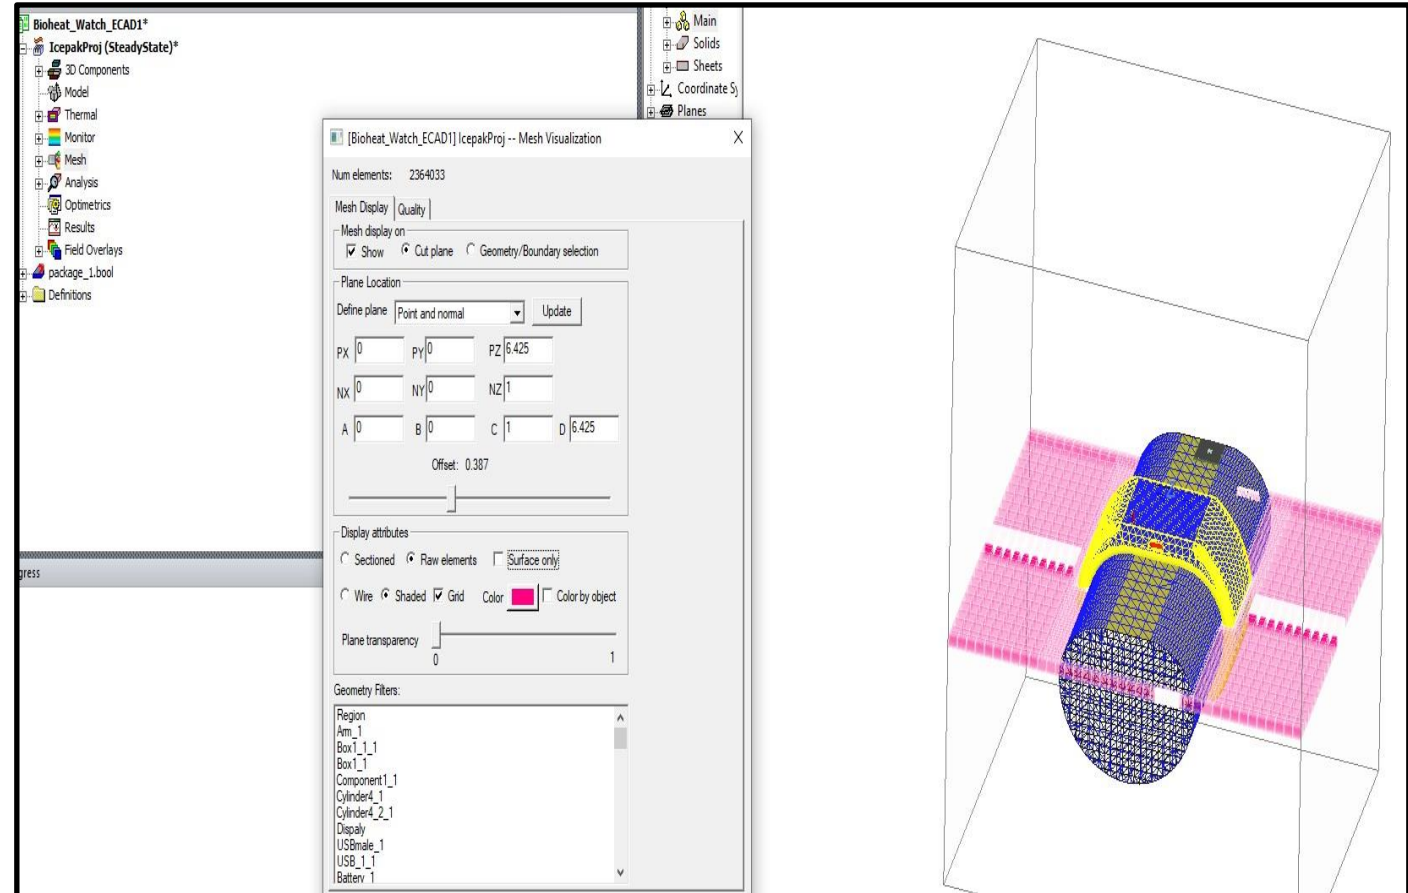 Bioheat_Watch_ECAD1*
IcepakProj (SteadyState)*
3D Components
Model
Thermal
Monitor
Mesh
Analysis
Optimetrics
Results
Field Overlays
package_1.bool
Definitions
gress
Main
Solids
Sheets
Coordinate Sy
Planes
[Bioheat_Watch_ECAD1] IcepakProj -- Mesh Visualization
X
Num elements: 2364033
Mesh Display Quality
Mesh display on
Show Cut plane Geometry/Boundary selection
Plane Location
Define plane Point and normal Update
PX 0 PY 0 PZ 6.425
NX 0 NY 0 NZ 1
A 0 B 0 C 1 D 6.425
Offset: 0.387
Display attributes
Sectioned Raw elements Surface only
Wire Shaded Grid Color Color by object
Plane transparency
0 1
Geometry Filters:
Region
Arm_1
Box1_1_1
Box1_1
Component1_1
Cylinder4_1
Cylinder4_2_1
Dispaly
USBmale_1
USB_1_1
Battery_1